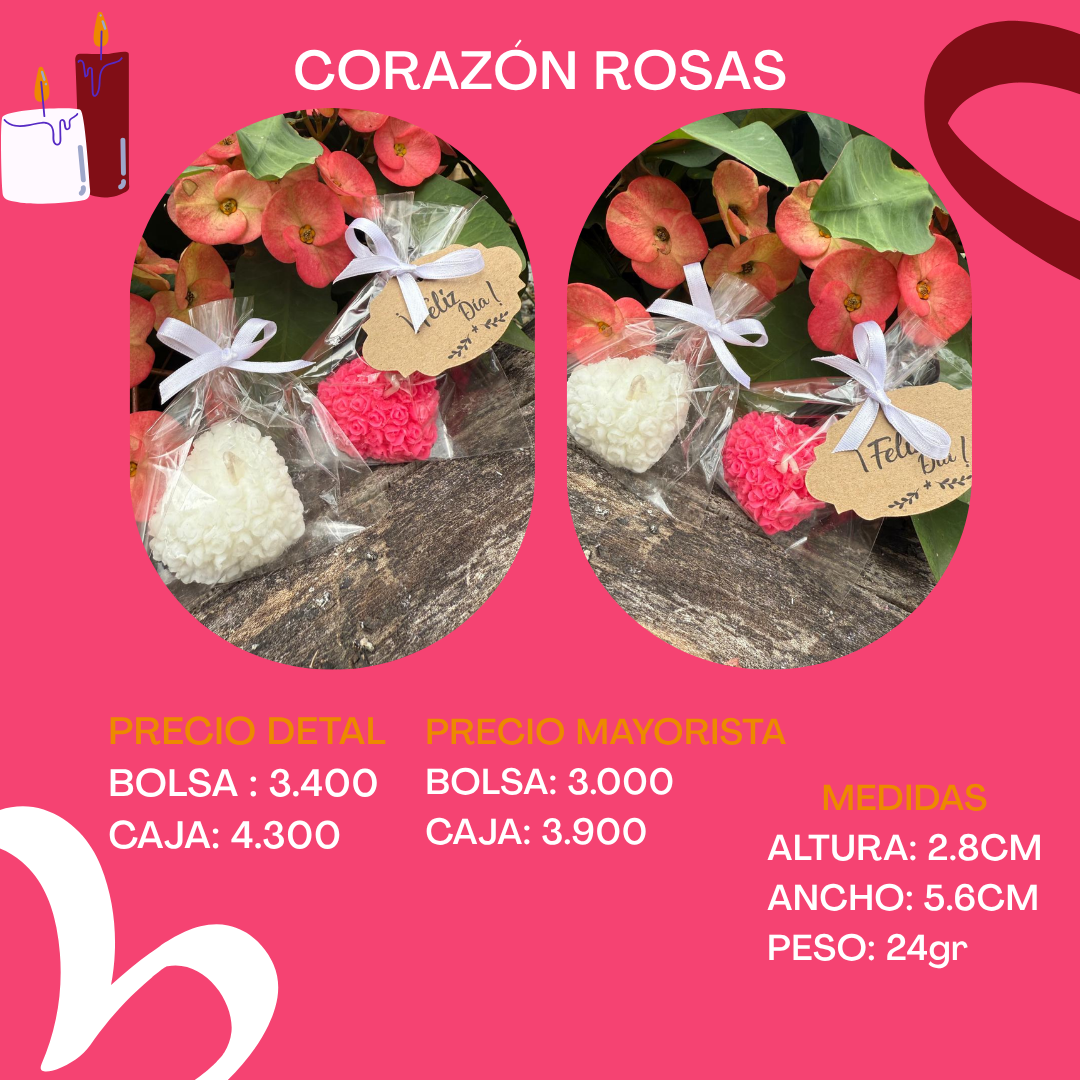 CORAZÓN ROSAS
¡Feliz
Día!
¡Feliz
Día!
PRECIO DETAL
BOLSA : 3.400
CAJA: 4.300
PRECIO MAYORISTA
BOLSA: 3.000
CAJA: 3.900
MEDIDAS
ALTURA: 2.8CM
ANCHO: 5.6CM
PESO: 24gr